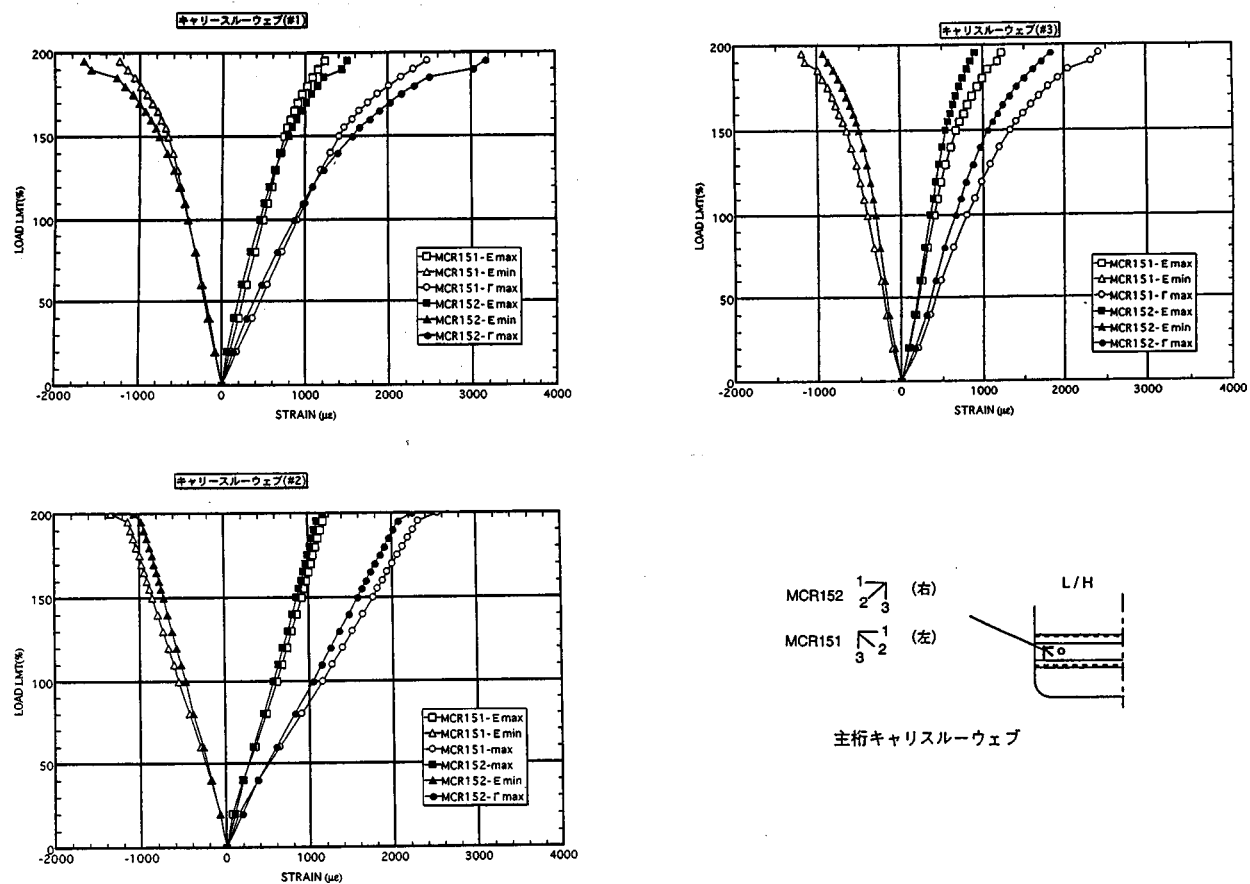 キャリースルーウェブ(#1)
LOAD LMT(%)
200
150
100
50
0
-2000 -1000 0 1000 2000 3000 4000
STRAIN (με)
MCR151-Emax
MCR151-Emin
MCR151-Γmax
MCR152-Emax
MCR152-Emin
MCR152-Γmax
キャリスルーウェブ(#3)
LOAD LMT(%)
200
150
100
50
0
-2000 -1000 0 1000 2000 3000 4000
STRAIN (με)
MCR151-Emax
MCR151-Emin
MCR151-Γmax
MCR152-Emax
MCR152-Emin
MCR152-Γmax
キャリースルーウェブ(#2)
LOAD LMT(%)
200
150
100
50
0
-2000 -1000 0 1000 2000 3000 4000
STRAIN (με)
MCR151-Emax
MCR151-Emin
MCR151-max
MCR152-max
MCR152-Emin
MCR152-Γmax
MCR152 1 2 3 (右)
MCR151 3 2 1 (左)
L/H
主桁キャリスルーウェブ